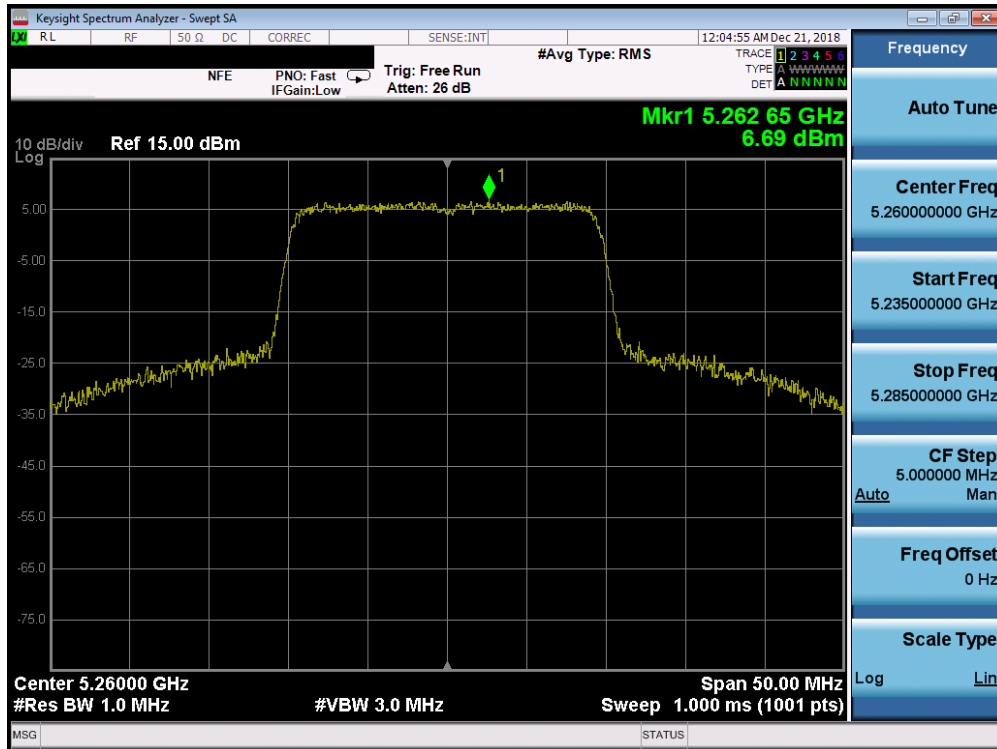 Keysight Spectrum Analyzer - Swept SA
LXI RL RF 50 Ω DC CORREC SENSE:INT 12:04:55 AM Dec 21, 2018
NFE PNO: Fast IFGain:Low Trig: Free Run Atten: 26 dB #Avg Type: RMS
TRACE 1 2 3 4 5 6
TYPE A WWWWW
DET A N N N N N
Mkr1 5.262 65 GHz
6.69 dBm
10 dB/div Ref 15.00 dBm
Log
1
5.00
-5.00
-15.0
-25.0
-35.0
-45.0
-55.0
-65.0
-75.0
Center 5.26000 GHz Span 50.00 MHz
#Res BW 1.0 MHz #VBW 3.0 MHz Sweep 1.000 ms (1001 pts)
MSG STATUS
Frequency
Auto Tune
Center Freq
5.260000000 GHz
Start Freq
5.235000000 GHz
Stop Freq
5.285000000 GHz
CF Step
5.000000 MHz
Auto Man
Freq Offset
0 Hz
Scale Type
Log Lin